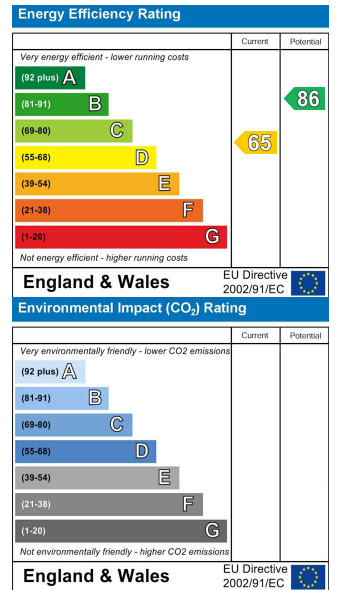 Energy Efficiency Rating
Current Potential
Very energy efficient - lower running costs
(92 plus) A
(81-91) B
(69-80) C
(55-68) D
(39-54) E
(21-38) F
(1-20) G
65
86
Not energy efficient - higher running costs
England & Wales
EU Directive
2002/91/EC
Environmental Impact (CO₂) Rating
Current Potential
Very environmentally friendly - lower CO2 emissions
(92 plus) A
(81-91) B
(69-80) C
(55-68) D
(39-54) E
(21-38) F
(1-20) G
Not environmentally friendly - higher CO2 emissions
England & Wales
EU Directive
2002/91/EC